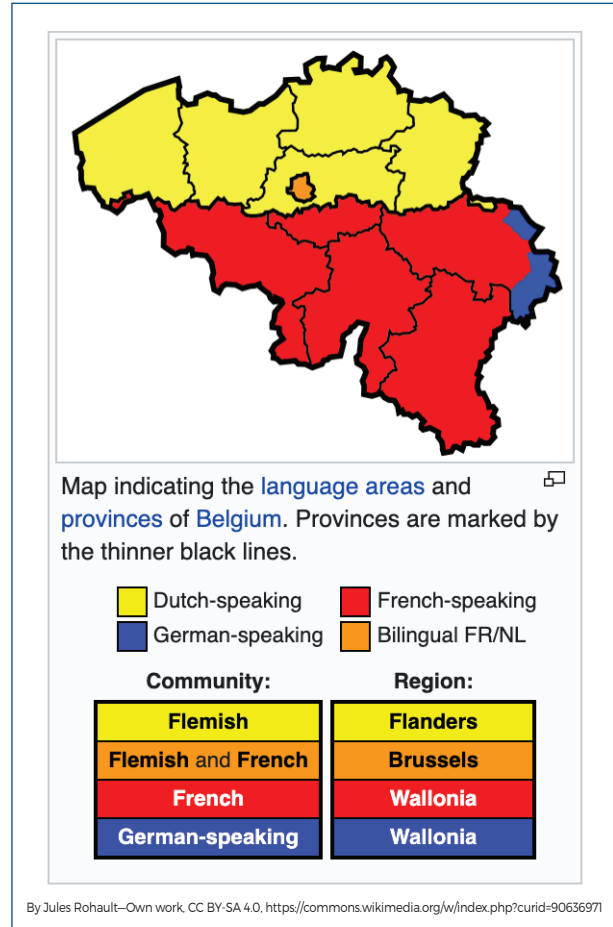 Map indicating the language areas and
provinces of Belgium. Provinces are marked by
the thinner black lines.
Dutch-speaking French-speaking
German-speaking Bilingual FR/NL
Community: Region:
Flemish Flanders
Flemish and French Brussels
French Wallonia
German-speaking Wallonia
By Jules Rohault—Own work, CC BY-SA 4.0, https://commons.wikimedia.org/w/index.php?curid=90636971